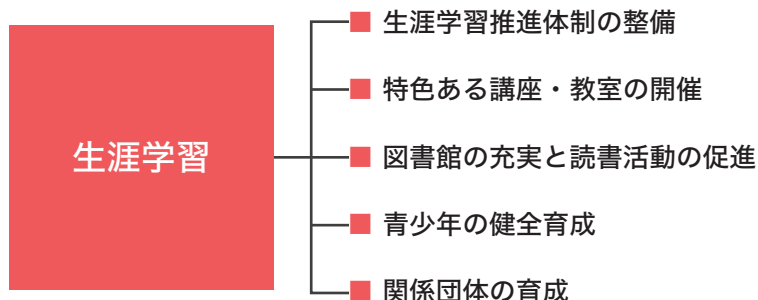 生涯学習
生涯学習推進体制の整備
特色ある講座・教室の開催
図書館の充実と読書活動の促進
青少年の健全育成
関係団体の育成